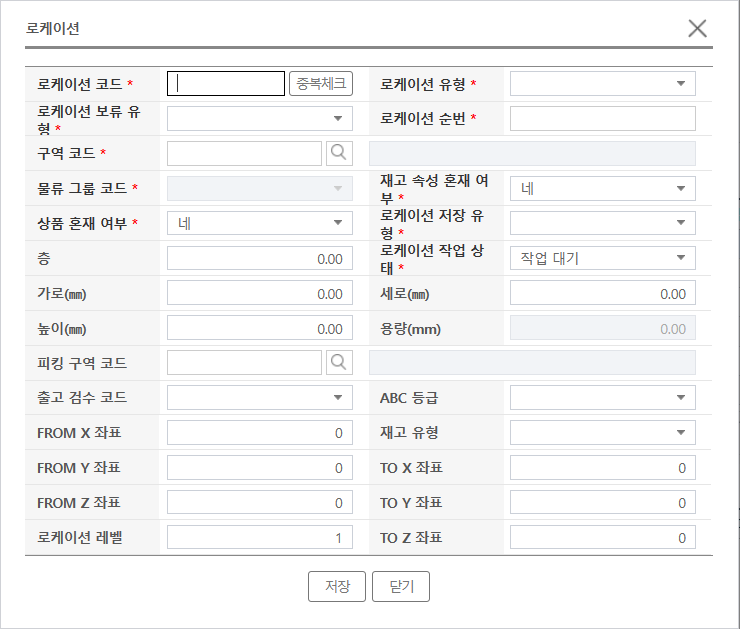 로케이션
로케이션 코드 * 중복체크 로케이션 유형 *
로케이션 보류 유
형 * 로케이션 순번 *
구역 코드 *
물류 그룹 코드 * 재고 속성 혼재 여
부 * 네
상품 혼재 여부 * 네 로케이션 저장 유
형 *
층 0.00 로케이션 작업 상
태 * 작업 대기
가로(㎜) 0.00 세로(㎜) 0.00
높이(㎜) 0.00 용량(mm) 0.00
피킹 구역 코드
출고 검수 코드 ABC 등급
FROM X 좌표 0 재고 유형
FROM Y 좌표 0 TO X 좌표 0
FROM Z 좌표 0 TO Y 좌표 0
로케이션 레벨 1 TO Z 좌표 0
저장 닫기